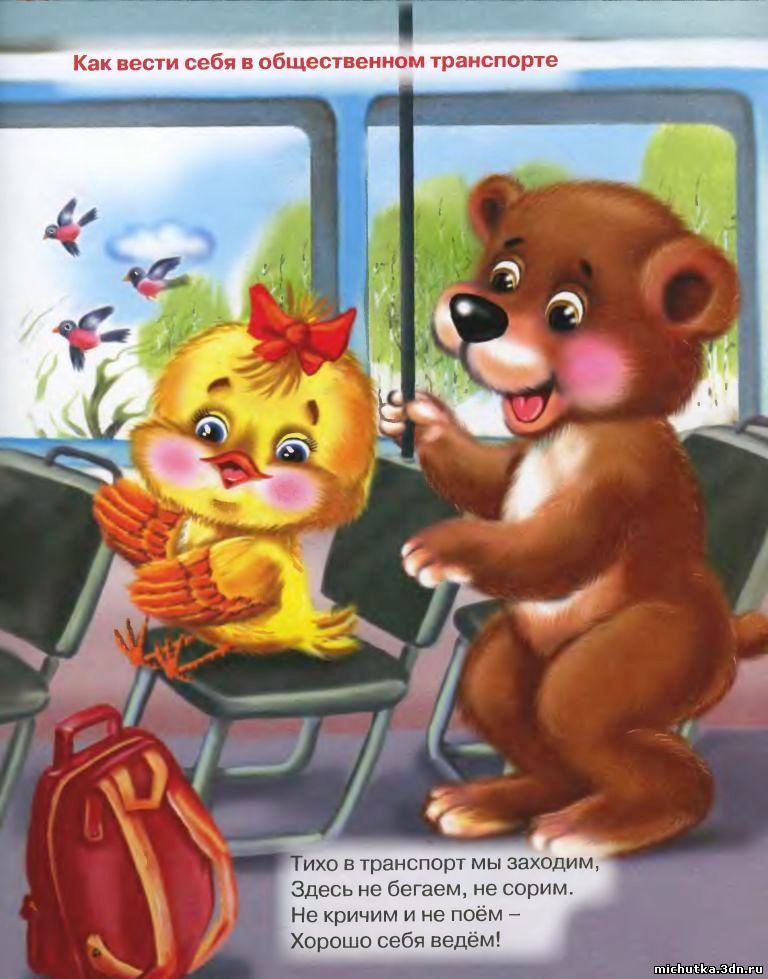 Как вести себя в общественном транспорте
Тихо в транспорт мы заходим,
Здесь не бегаем, не сорим.
Не кричим и не поём –
Хорошо себя ведём!
michutka.3dn.ru